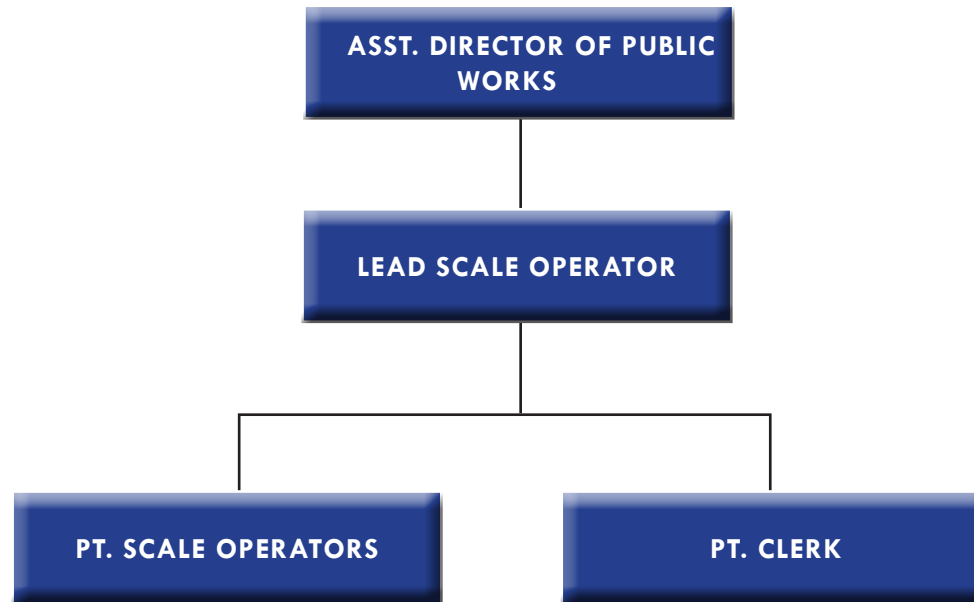 ASST. DIRECTOR OF PUBLIC
WORKS
LEAD SCALE OPERATOR
PT. SCALE OPERATORS
PT. CLERK